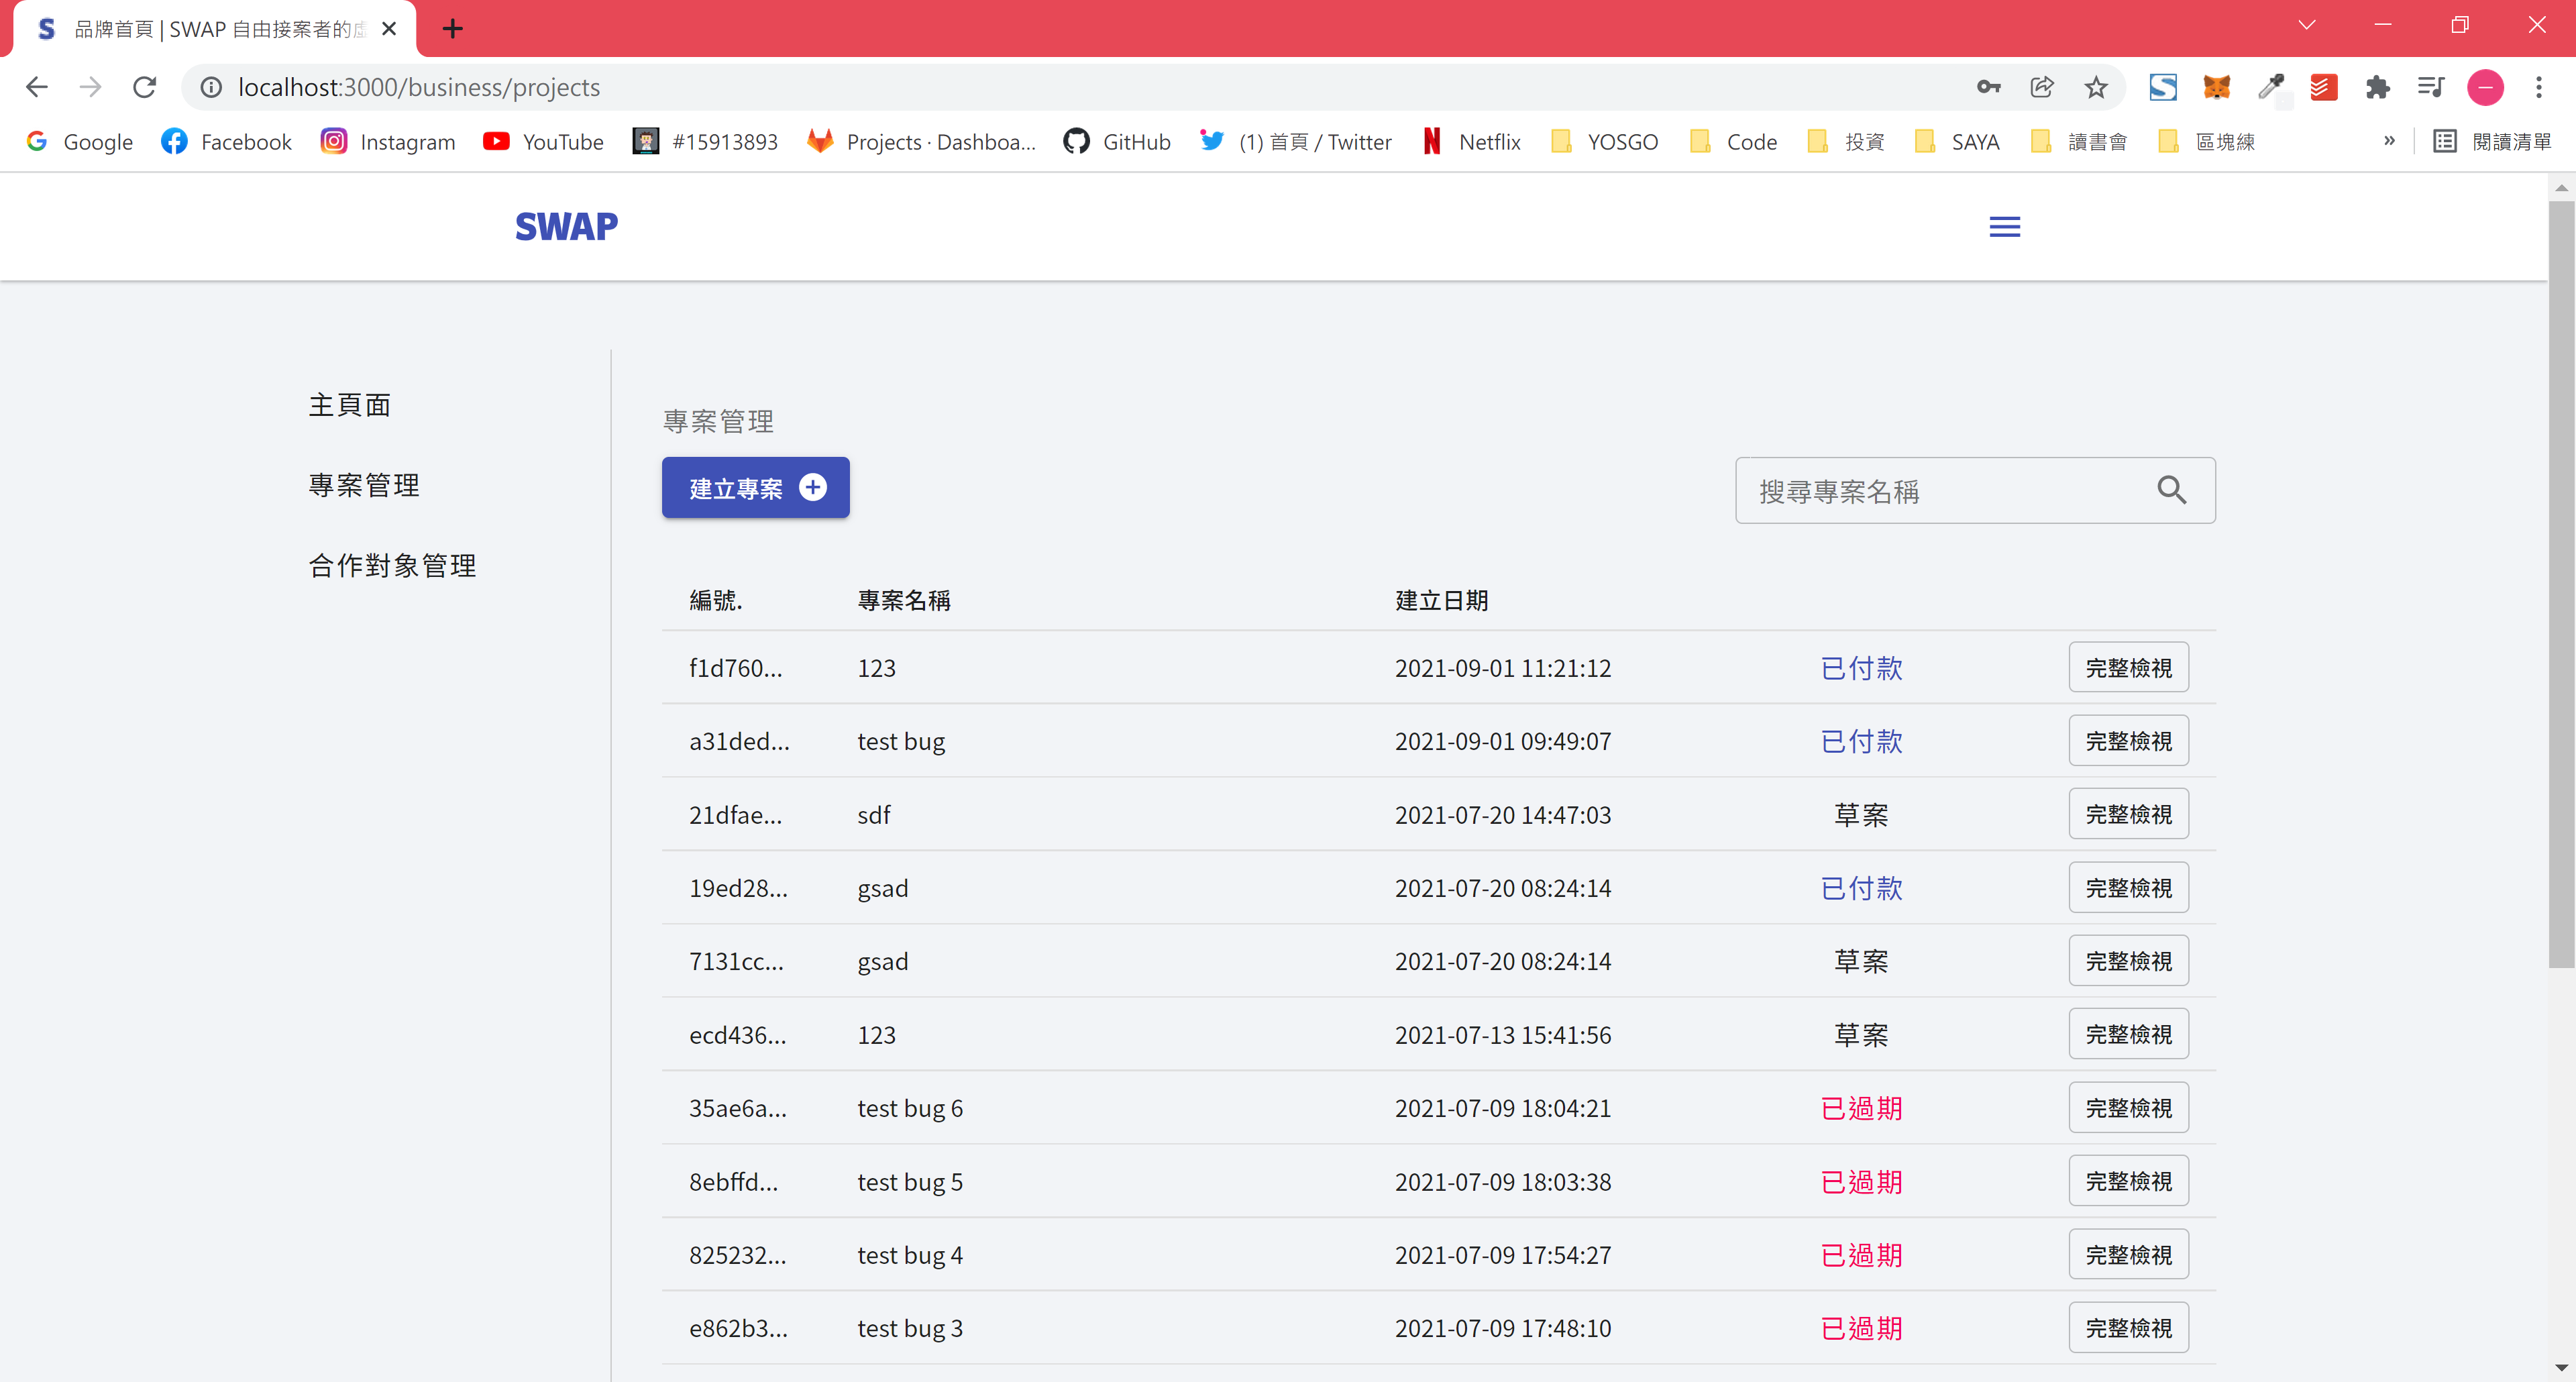 品牌首頁 | SWAP 自由接案者的
localhost:3000/business/projects
Google Facebook Instagram YouTube #15913893 Projects · Dashboa... GitHub (1) 首頁 / Twitter Netflix YOSGO Code 投資 SAYA 讀書會 區塊練 » 閱讀清單
SWAP
主頁面
專案管理
合作對象管理
專案管理
建立專案
搜尋專案名稱
編號. 專案名稱 建立日期
f1d760... 123 2021-09-01 11:21:12 已付款 完整檢視
a31ded... test bug 2021-09-01 09:49:07 已付款 完整檢視
21dfae... sdf 2021-07-20 14:47:03 草案 完整檢視
19ed28... gsad 2021-07-20 08:24:14 已付款 完整檢視
7131cc... gsad 2021-07-20 08:24:14 草案 完整檢視
ecd436... 123 2021-07-13 15:41:56 草案 完整檢視
35ae6a... test bug 6 2021-07-09 18:04:21 已過期 完整檢視
8ebffd... test bug 5 2021-07-09 18:03:38 已過期 完整檢視
825232... test bug 4 2021-07-09 17:54:27 已過期 完整檢視
e862b3... test bug 3 2021-07-09 17:48:10 已過期 完整檢視